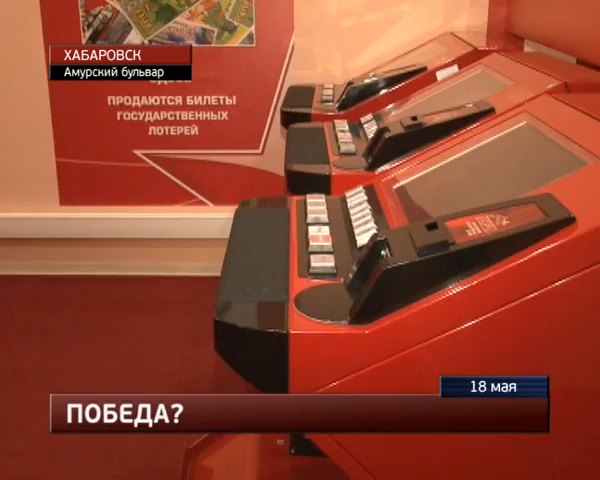 ХАБАРОВСК
Амурский бульвар
ПРОДАЮТСЯ БИЛЕТЫ
ГОСУДАРСТВЕННЫХ
ЛОТЕРЕЙ
18 мая
ПОБЕДА?